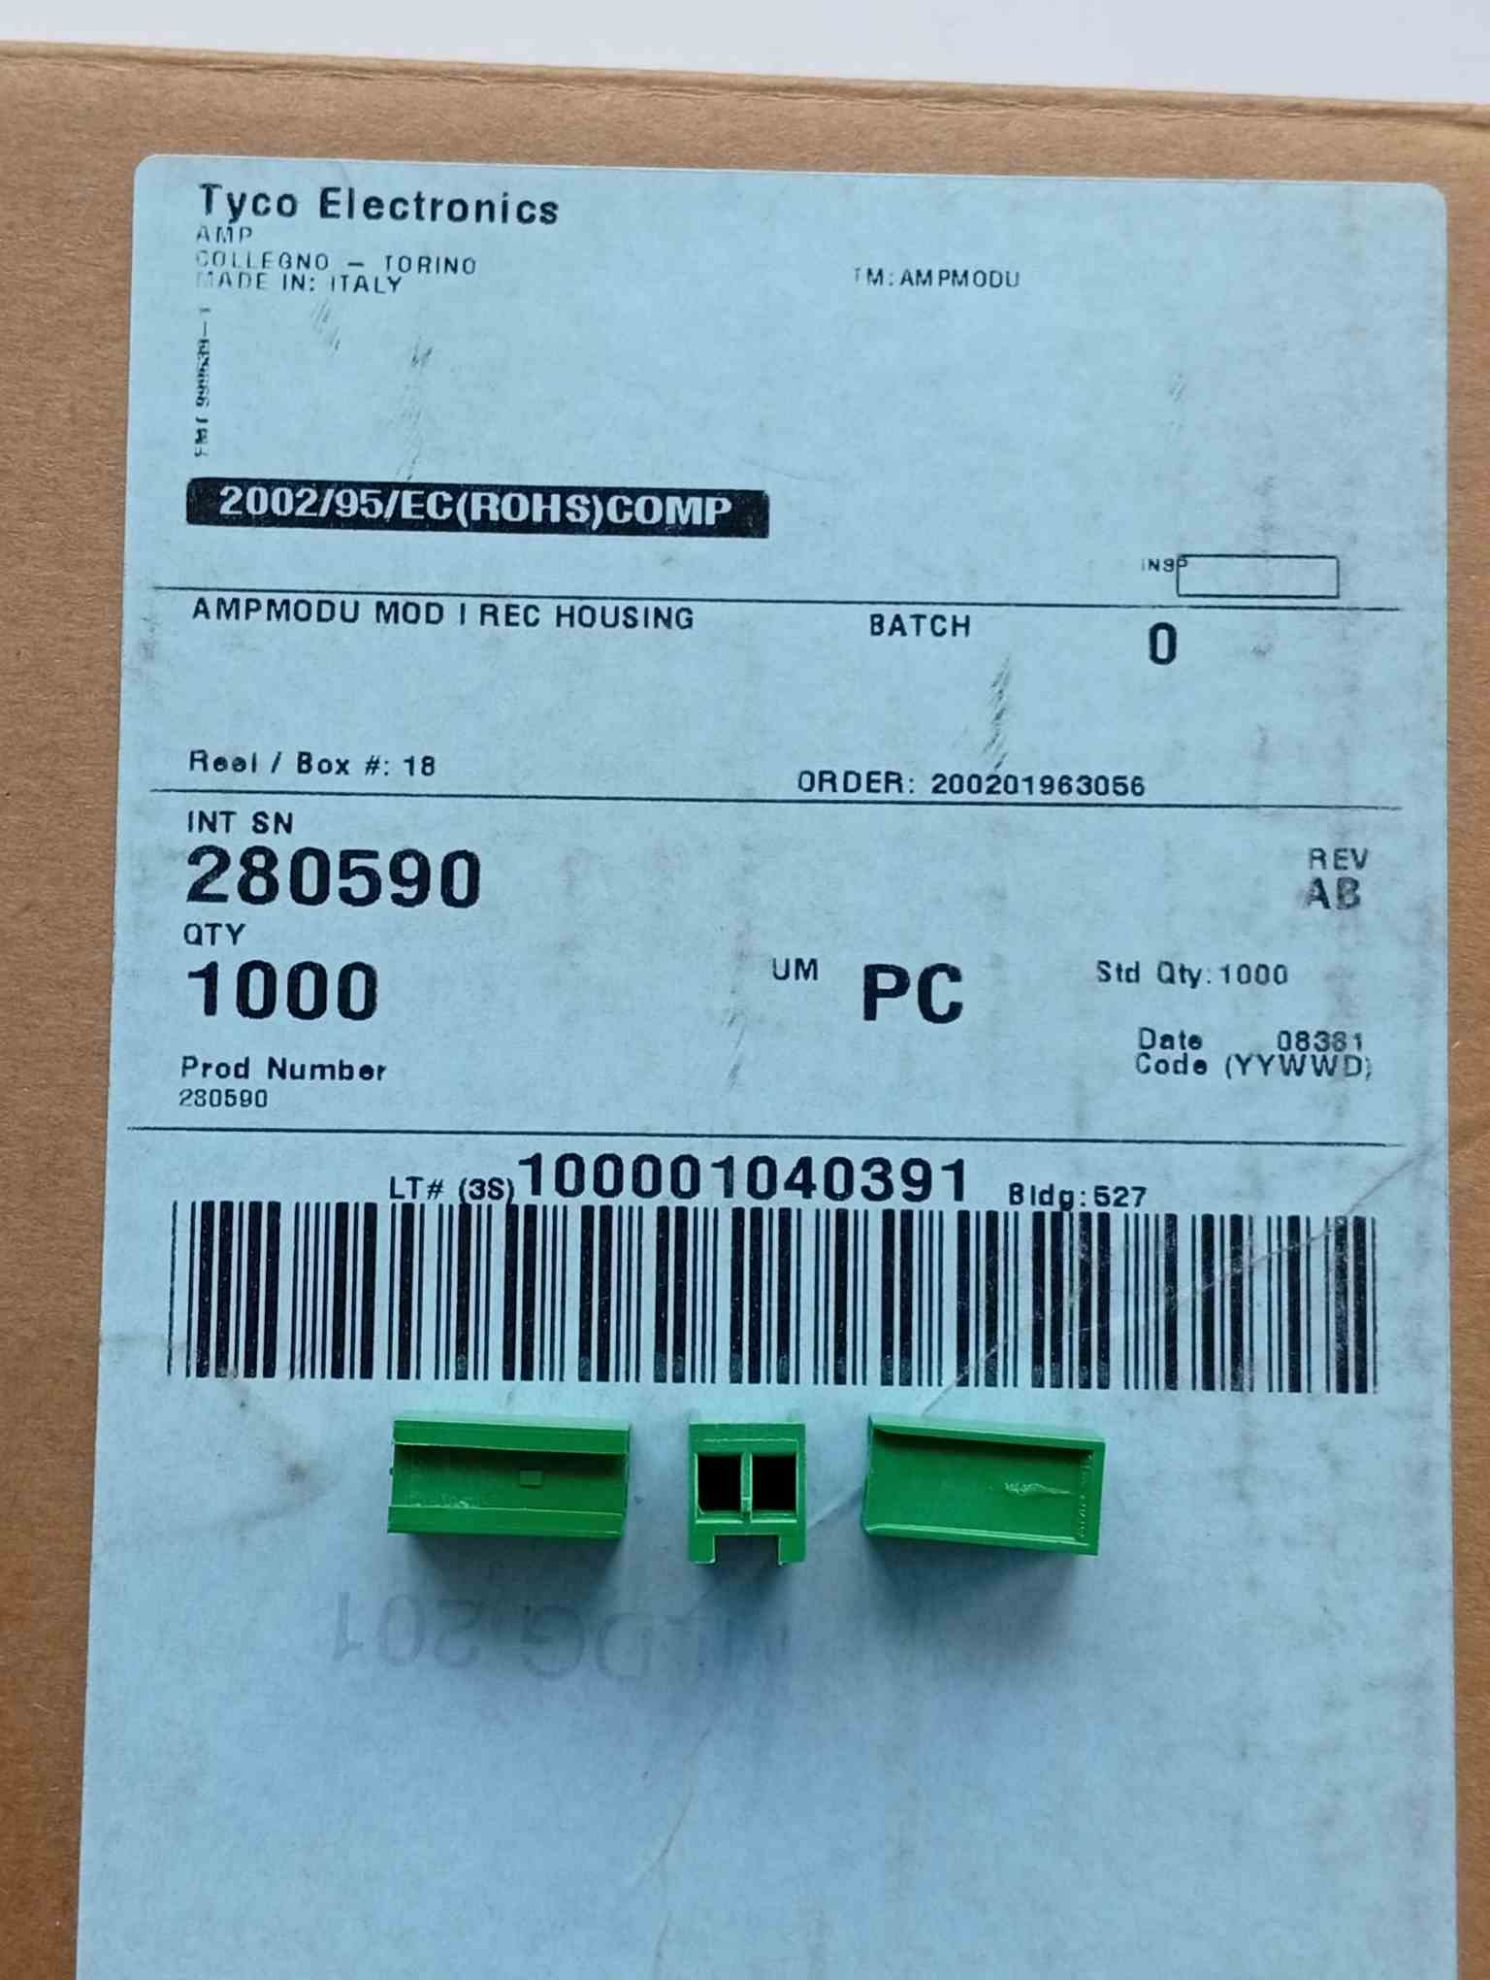 Tyco Electronics
AMP
COLLEGNO – TORINO
MADE IN: ITALY
TM: AMPMODU
2002/95/EC(ROHS)COMP
INSP
AMPMODU MOD I REC HOUSING
BATCH 0
Reel / Box #: 18
ORDER: 200201963056
INT SN
280590
REV
AB
QTY
1000
UM PC
Std Qty: 1000
Date 08381
Code (YYWWD)
Prod Number
280590
LT# (3S) 100001040391 Bldg: 527